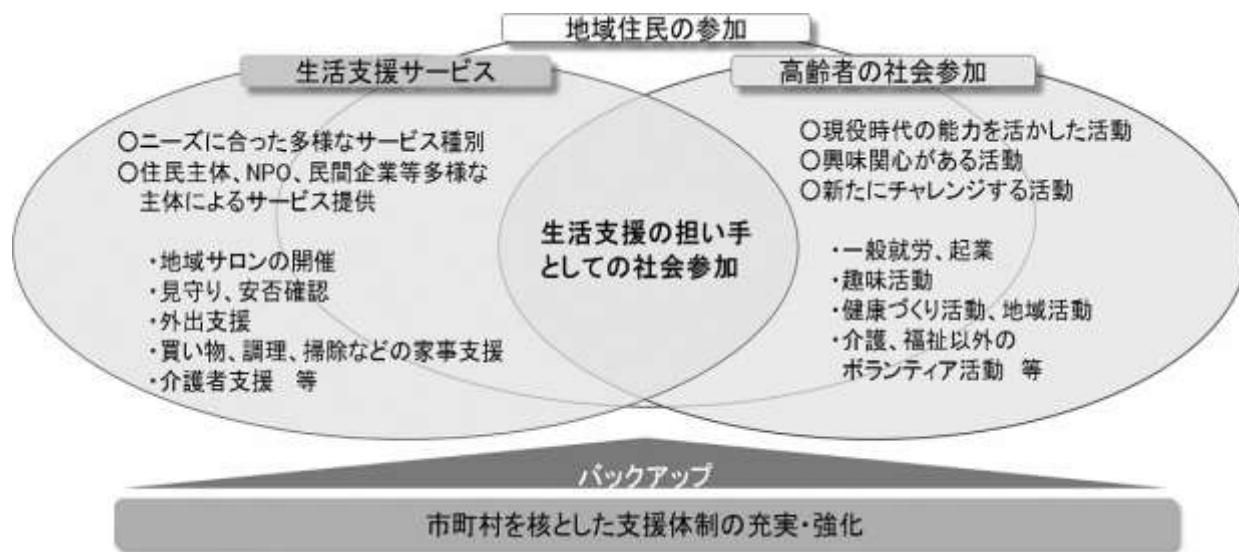 地域住民の参加
生活支援サービス
高齢者の社会参加
○ニーズに合った多様なサービス種別
○住民主体、NPO、民間企業等多様な
主体によるサービス提供
・地域サロンの開催
・見守り、安否確認
・外出支援
・買い物、調理、掃除などの家事支援
・介護者支援　等
生活支援の担い手
としての社会参加
○現役時代の能力を活かした活動
○興味関心がある活動
○新たにチャレンジする活動
・一般就労、起業
・趣味活動
・健康づくり活動、地域活動
・介護、福祉以外の
ボランティア活動　等
バックアップ
市町村を核とした支援体制の充実・強化